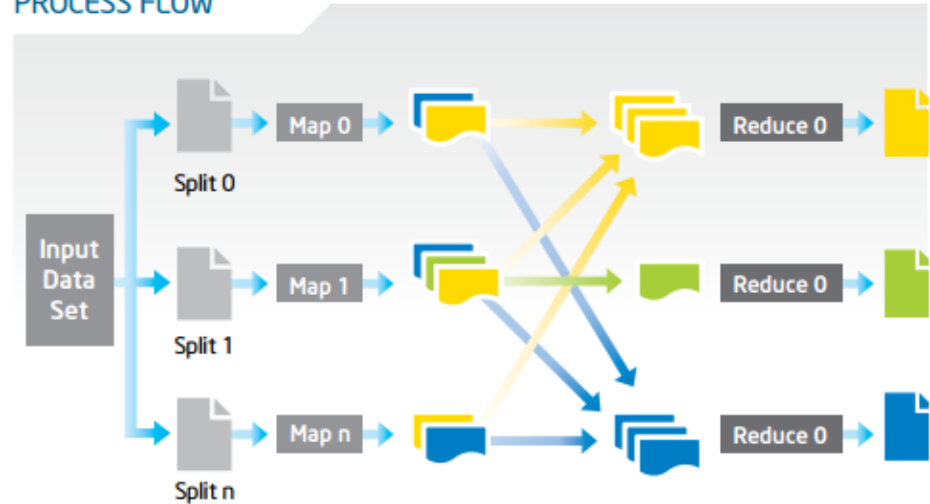 PROCESS FLOW
Map 0
Reduce 0
Split 0
Input
Data
Set
Map 1
Reduce 0
Split 1
Map n
Reduce 0
Split n